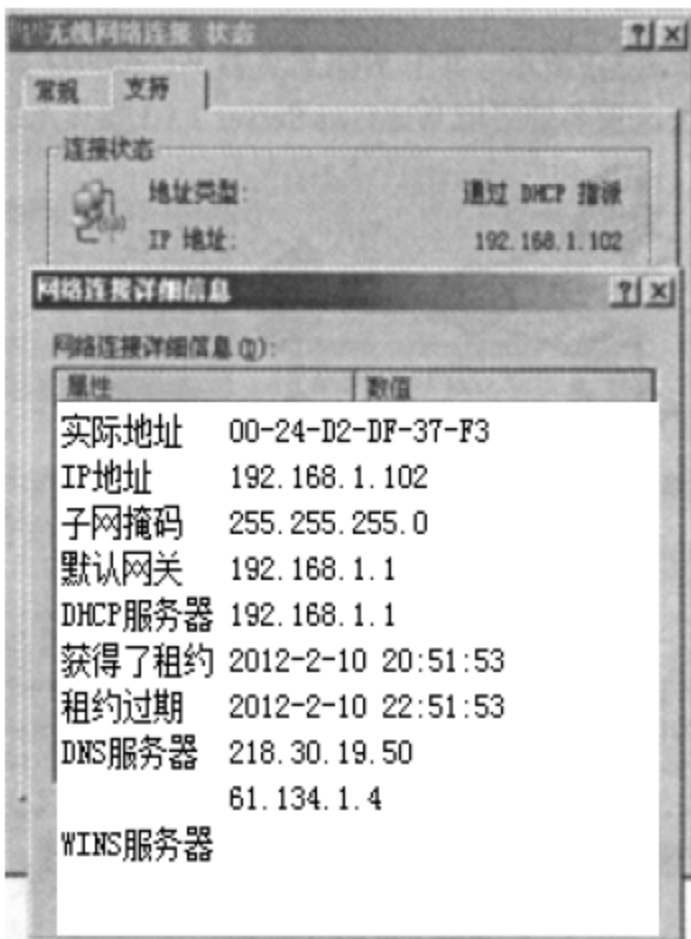 无线网络连接 状态
常规 支持
连接状态
地址类型: 通过 DHCP 指派
IP 地址: 192.168.1.102
网络连接详细信息
网络连接详细信息(D):
属性 数值
实际地址 00-24-D2-DF-37-F3
IP地址 192.168.1.102
子网掩码 255.255.255.0
默认网关 192.168.1.1
DHCP服务器 192.168.1.1
获得了租约 2012-2-10 20:51:53
租约过期 2012-2-10 22:51:53
DNS服务器 218.30.19.50
61.134.1.4
WINS服务器